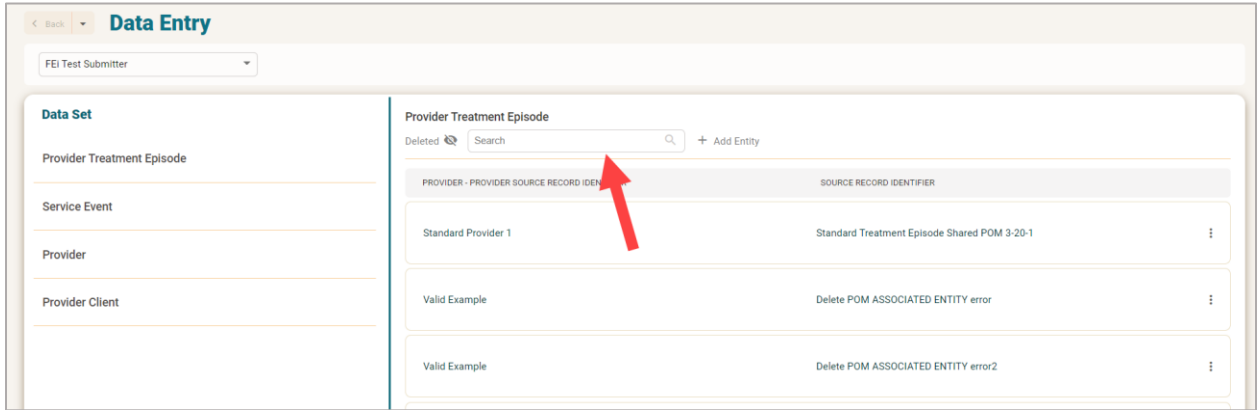 Back
Data Entry
FEi Test Submitter
Data Set
Provider Treatment Episode
Service Event
Provider
Provider Client
Provider Treatment Episode
Deleted Search + Add Entity
PROVIDER - PROVIDER SOURCE RECORD SOURCE RECORD IDENTIFIER
Standard Provider 1 Standard Treatment Episode Shared POM 3-20-1
Valid Example Delete POM ASSOCIATED ENTITY error
Valid Example Delete POM ASSOCIATED ENTITY error2